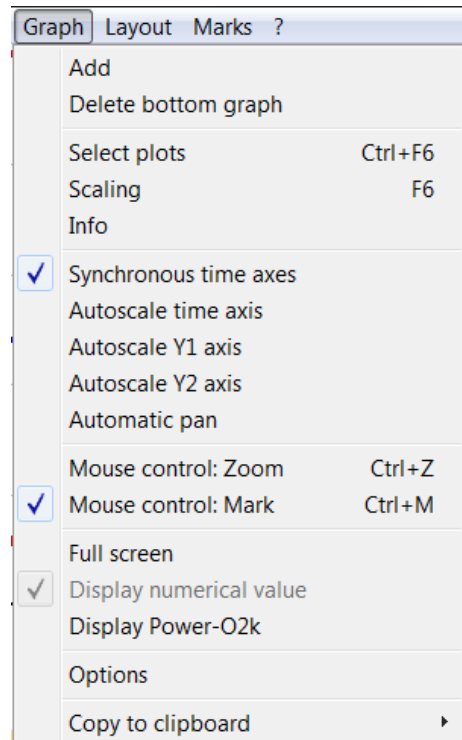 Graph Layout Marks ?
Add
Delete bottom graph
Select plots Ctrl+F6
Scaling F6
Info
Synchronous time axes
Autoscale time axis
Autoscale Y1 axis
Autoscale Y2 axis
Automatic pan
Mouse control: Zoom Ctrl+Z
Mouse control: Mark Ctrl+M
Full screen
Display numerical value
Display Power-O2k
Options
Copy to clipboard